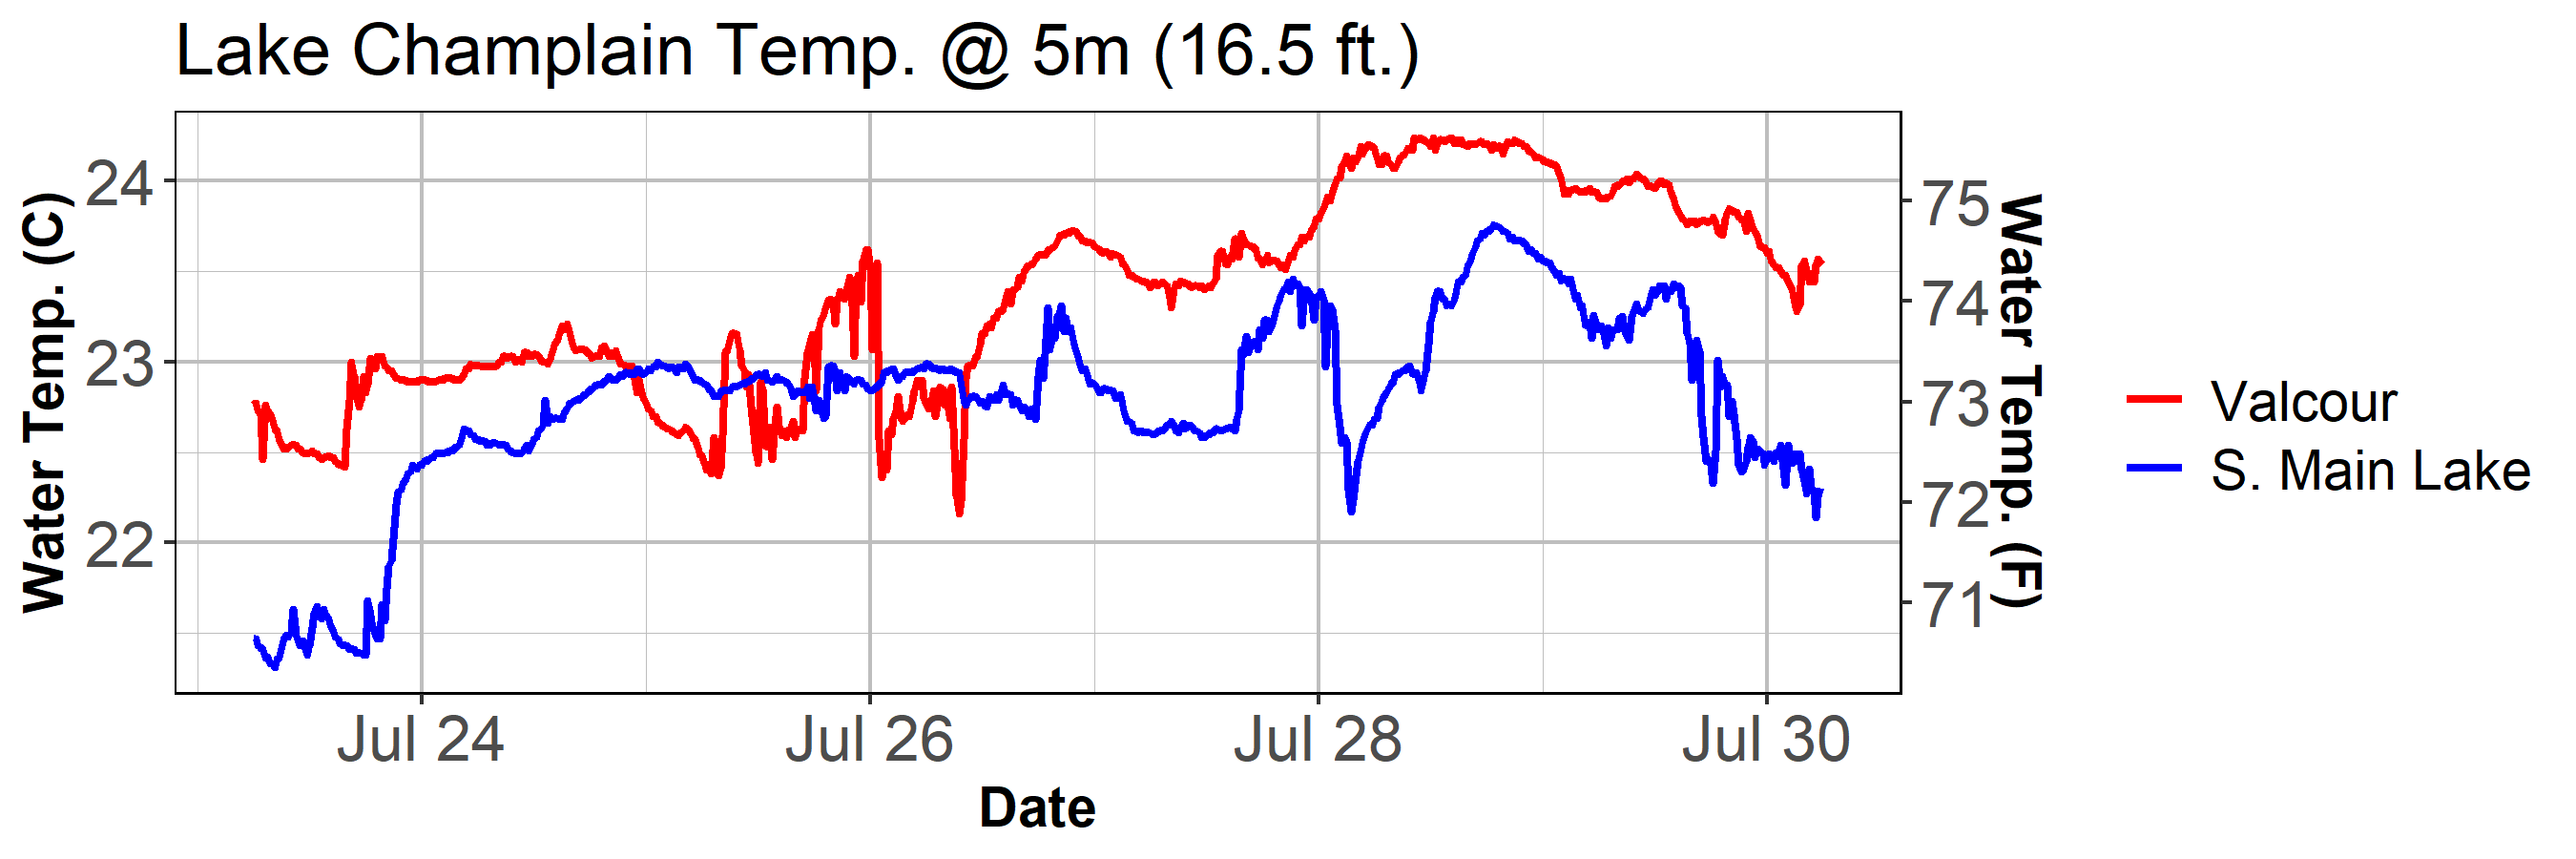 Lake Champlain Temp. @ 5m (16.5 ft.)
Water Temp. (C)
24
23
22
75
74
73
72
71
Water Temp. (F)
Jul 24
Jul 26
Jul 28
Jul 30
Date
Valcour
S. Main Lake